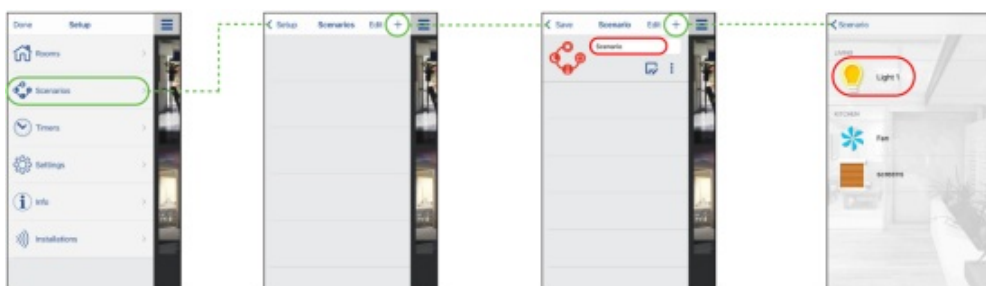 Done Setup
Rooms
Scenarios
Timers
Settings
Info
Installations
Setup Scenarios Edit +
Save Scenario Edit +
Scenario
Scenario
LIVING
Light 1
KITCHEN
Fan
screens